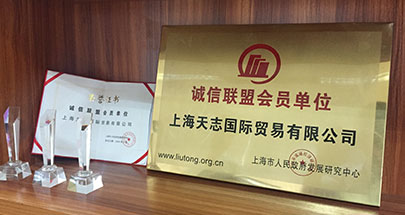 荣誉证书
诚信联盟会员单位
诚信联盟会员单位
上海天志国际贸易有限公司
www.liutong.org.cn
上海市人民政府发展研究中心